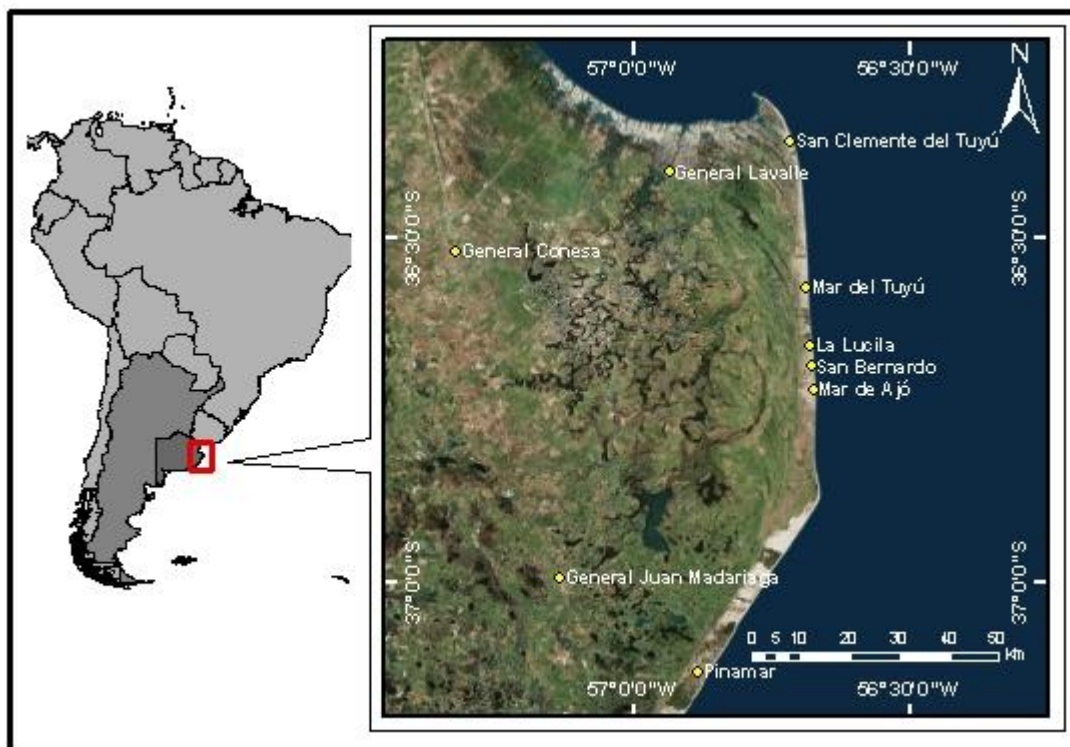 57°0'0"W
56°30'0"W
N
San Clemente del Tuyú
General Lavalle
36°30'0"S
36°30'0"S
General Conesa
Mar del Tuyú
La Lucila
San Bernardo
Mar de Ajó
37°0'0"S
37°0'0"S
General Juan Madariaga
0 5 10 20 30 40 50
Km
Pinamar
57°0'0"W
56°30'0"W